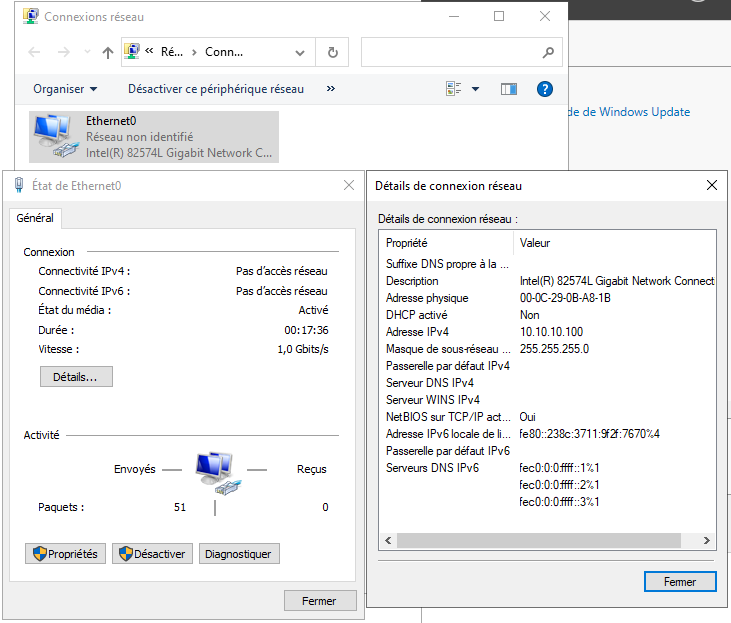 Connexions réseau
« Ré... › Conn...
Organiser Désactiver ce périphérique réseau »
de de Windows Update
Ethernet0
Réseau non identifié
Intel(R) 82574L Gigabit Network C...
État de Ethernet0
Général
Connexion
Connectivité IPv4 : Pas d'accès réseau
Connectivité IPv6 : Pas d'accès réseau
État du média : Activé
Durée : 00:17:36
Vitesse : 1,0 Gbits/s
Détails...
Activité
Envoyés Reçus
Paquets : 51 0
Propriétés Désactiver Diagnostiquer
Fermer
Détails de connexion réseau
Détails de connexion réseau :
Propriété Valeur
Suffixe DNS propre à la ...
Description Intel(R) 82574L Gigabit Network Connect
Adresse physique 00-0C-29-0B-A8-1B
DHCP activé Non
Adresse IPv4 10.10.10.100
Masque de sous-réseau ... 255.255.255.0
Passerelle par défaut IPv4
Serveur DNS IPv4
Serveur WINS IPv4
NetBIOS sur TCP/IP act... Oui
Adresse IPv6 locale de li... fe80::238c:3711:9f2f:7670%4
Passerelle par défaut IPv6
Serveurs DNS IPv6 fec0:0:0:ffff::1%1
fec0:0:0:ffff::2%1
fec0:0:0:ffff::3%1
Fermer